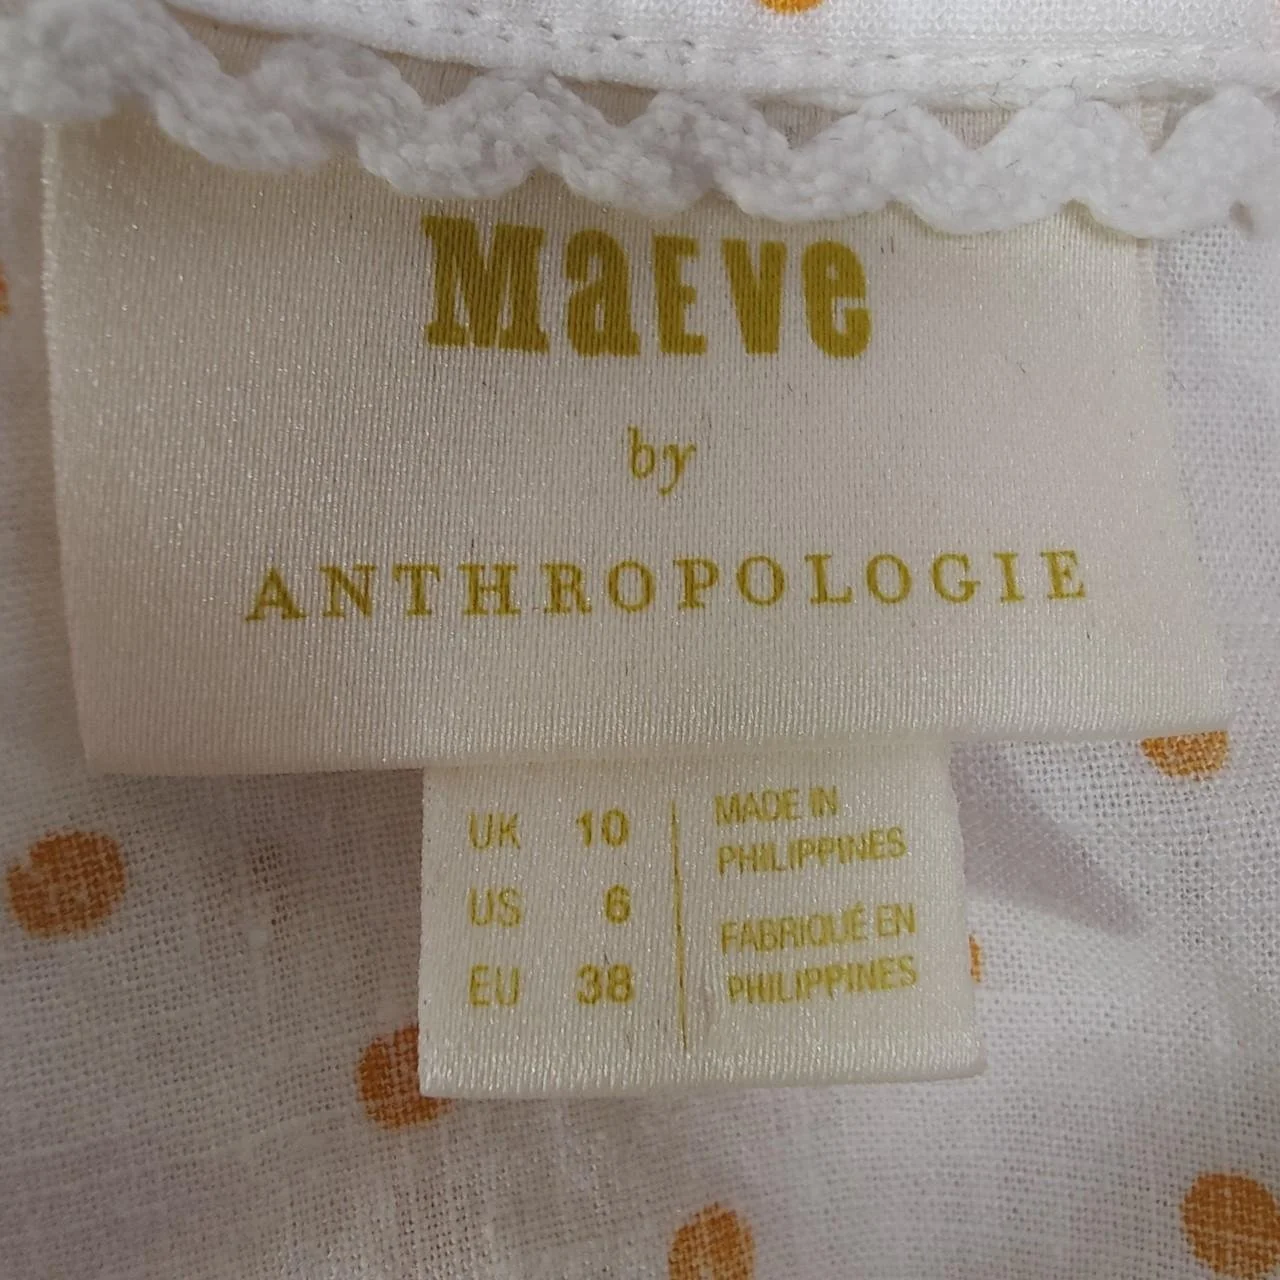 Maeve
by
ANTHROPOLOGIE
UK 10
US 6
EU 38
MADE IN
PHILIPPINES
FABRIQUÉ EN
PHILIPPINES